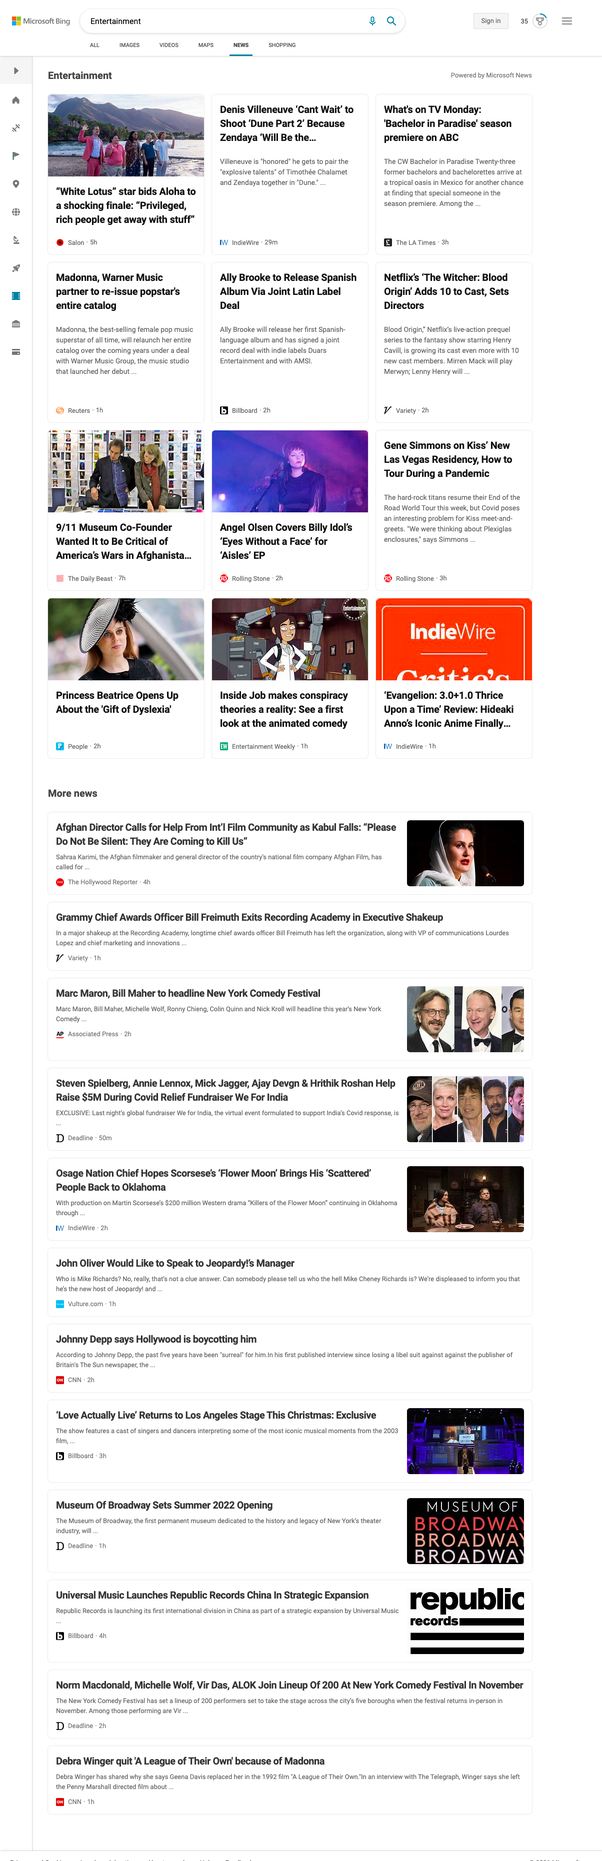 Microsoft Bing
Entertainment
Sign in
35
ALL
IMAGES
VIDEOS
MAPS
NEWS
SHOPPING
Entertainment
Powered by Microsoft News
"White Lotus" star bids Aloha to
a shocking finale: "Privileged,
rich people get away with stuff"
Salon · 5h
Denis Villeneuve 'Cant Wait' to
Shoot 'Dune Part 2' Because
Zendaya 'Will Be the...
Villeneuve is "honored" he gets to pair the
"explosive talents" of Timothée Chalamet
and Zendaya together in "Dune." ...
IW
IndieWire · 29m
What's on TV Monday:
'Bachelor in Paradise' season
premiere on ABC
The CW Bachelor in Paradise Twenty-three
former bachelors and bachelorettes arrive at
a tropical oasis in Mexico for another chance
at finding that special someone in the
season premiere. Among the ...
The LA Times · 3h
Madonna, Warner Music
partner to re-issue popstar's
entire catalog
Madonna, the best-selling female pop music
superstar of all time, will relaunch her entire
catalog over the coming years under a deal
with Warner Music Group, the music studio
that launched her debut ...
Reuters · 1h
Ally Brooke to Release Spanish
Album Via Joint Latin Label
Deal
Ally Brooke will release her first Spanish-
language album and has signed a joint
record deal with indie labels Duars
Entertainment and with AMSI.
Billboard · 2h
Netflix's 'The Witcher: Blood
Origin' Adds 10 to Cast, Sets
Directors
Blood Origin," Netflix's live-action prequel
series to the fantasy show starring Henry
Cavill, is growing its cast even more with 10
new cast members. Mirren Mack will play
Merwyn; Lenny Henry will ...
Variety · 2h
9/11 Museum Co-Founder
Wanted It to Be Critical of
America's Wars in Afghanista...
The Daily Beast · 7h
Angel Olsen Covers Billy Idol's
'Eyes Without a Face' for
'Aisles' EP
Rolling Stone · 2h
Gene Simmons on Kiss' New
Las Vegas Residency, How to
Tour During a Pandemic
The hard-rock titans resume their End of the
Road World Tour this week, but Covid poses
an interesting problem for Kiss meet-and-
greets. "We were thinking about Plexiglas
enclosures," says Simmons ...
Rolling Stone · 3h
Princess Beatrice Opens Up
About the 'Gift of Dyslexia'
People · 2h
Entertainment
Inside Job makes conspiracy
theories a reality: See a first
look at the animated comedy
EW
Entertainment Weekly · 1h
IndieWire
Critic's
'Evangelion: 3.0+1.0 Thrice
Upon a Time' Review: Hideaki
Anno's Iconic Anime Finally...
IW
IndieWire · 1h
More news
Afghan Director Calls for Help From Int'l Film Community as Kabul Falls: "Please
Do Not Be Silent: They Are Coming to Kill Us"
Sahraa Karimi, the Afghan filmmaker and general director of the country's national film company Afghan Film, has
called for ...
The Hollywood Reporter · 4h
Grammy Chief Awards Officer Bill Freimuth Exits Recording Academy in Executive Shakeup
In a major shakeup at the Recording Academy, longtime chief awards officer Bill Freimuth has left the organization, along with VP of communications Lourdes
Lopez and chief marketing and innovations ...
Variety · 1h
Marc Maron, Bill Maher to headline New York Comedy Festival
Marc Maron, Bill Maher, Michelle Wolf, Ronny Chieng, Colin Quinn and Nick Kroll will headline this year's New York
Comedy ...
AP
Associated Press · 2h
Steven Spielberg, Annie Lennox, Mick Jagger, Ajay Devgn & Hrithik Roshan Help
Raise $5M During Covid Relief Fundraiser We For India
EXCLUSIVE: Last night's global fundraiser We for India, the virtual event formulated to support India's Covid response, is
...
D
Deadline · 50m
Osage Nation Chief Hopes Scorsese's 'Flower Moon' Brings His 'Scattered'
People Back to Oklahoma
With production on Martin Scorsese's $200 million Western drama "Killers of the Flower Moon" continuing in Oklahoma
through ...
IW
IndieWire · 2h
John Oliver Would Like to Speak to Jeopardy!'s Manager
Who is Mike Richards? No, really, that's not a clue answer. Can somebody please tell us who the hell Mike Cheney Richards is? We're displeased to inform you that
he's the new host of Jeopardy! and ...
Vulture.com · 1h
Johnny Depp says Hollywood is boycotting him
According to Johnny Depp, the past five years have been "surreal" for him.In his first published interview since losing a libel suit against against the publisher of
Britain's The Sun newspaper, the ...
CNN · 2h
'Love Actually Live' Returns to Los Angeles Stage This Christmas: Exclusive
The show features a cast of singers and dancers interpreting some of the most iconic musical moments from the 2003
film, ...
Billboard · 3h
Museum Of Broadway Sets Summer 2022 Opening
The Museum of Broadway, the first permanent museum dedicated to the history and legacy of New York's theater
industry, will ...
D
Deadline · 1h
MUSEUM OF
BROADWAY
BROADWAY
BROADWAY
Universal Music Launches Republic Records China In Strategic Expansion
Republic Records is launching its first international division in China as part of a strategic expansion by Universal Music
...
Billboard · 4h
republic
records
Norm Macdonald, Michelle Wolf, Vir Das, ALOK Join Lineup Of 200 At New York Comedy Festival In November
The New York Comedy Festival has set a lineup of 200 performers set to take the stage across the city's five boroughs when the festival returns in-person in
November. Among those performing are Vir ...
D
Deadline · 2h
Debra Winger quit 'A League of Their Own' because of Madonna
Debra Winger has shared why she says Geena Davis replaced her in the 1992 film "A League of Their Own."In an interview with The Telegraph, Winger says she left
the Penny Marshall directed film about ...
CNN · 1h